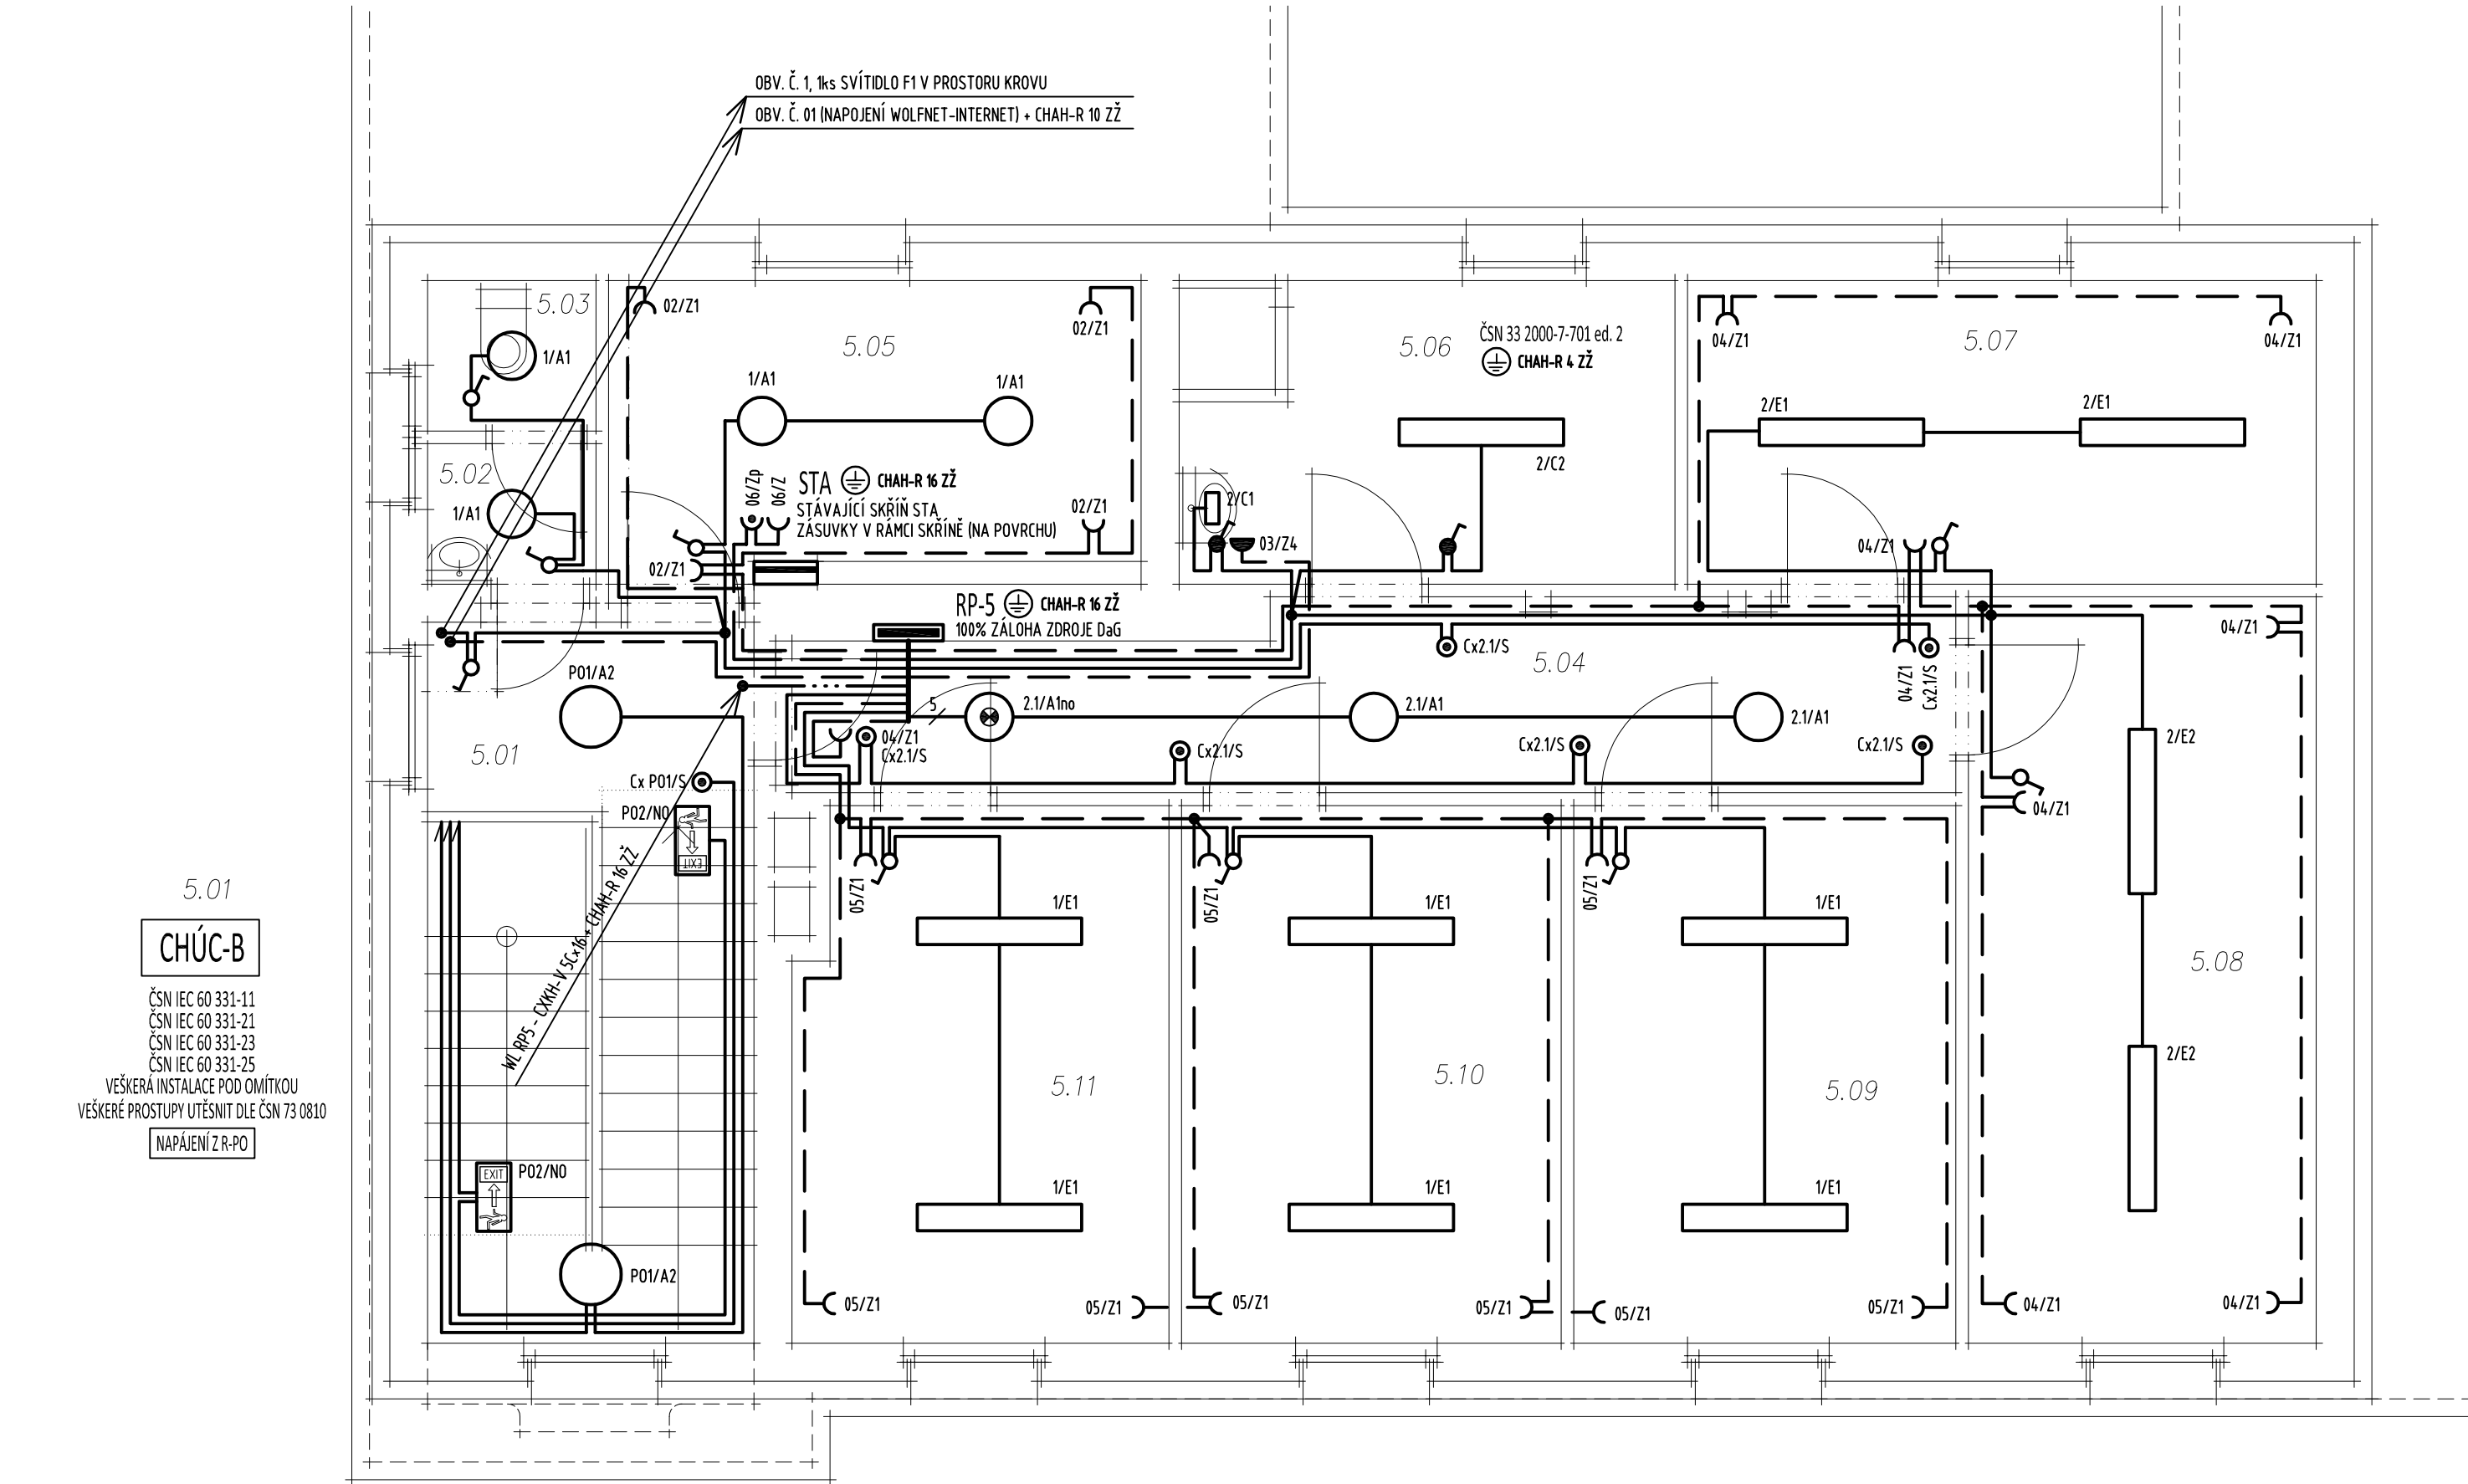 OBV. Č. 1, 1ks SVÍTIDLO F1 V PROSTORU KROVU
OBV. Č. 01 (NAPOJENÍ WOLFNET-INTERNET) + CHAH-R 10 ZŽ
5.03
1/A1
5.02
1/A1
02/Z1
5.05
02/Z1
1/A1
1/A1
06/Zp
06/Z
STA
CHAH-R 16 ZŽ
STÁVAJÍCÍ SKŘÍŇ STA
ZÁSUVKY V RÁMCI SKŘÍNĚ (NA POVRCHU)
02/Z1
02/Z1
5.06
ČSN 33 2000-7-701 ed. 2
CHAH-R 4 ZŽ
2/C2
2/C1
03/Z4
04/Z1
5.07
04/Z1
2/E1
2/E1
04/Z1
RP-5
CHAH-R 16 ZŽ
100% ZÁLOHA ZDROJE DaG
Cx2.1/S
5.04
04/Z1
Cx2.1/S
04/Z1
P01/A2
5.01
5
2.1/A1no
2.1/A1
2.1/A1
04/Z1
Cx2.1/S
Cx2.1/S
Cx2.1/S
Cx2.1/S
2/E2
04/Z1
Cx P01/S
P02/NO
EXIT
WL RP5 - CXKH-V 5Cx16 + CHAH-R 16 ZŽ
05/Z1
05/Z1
05/Z1
1/E1
1/E1
1/E1
5.01
CHÚC-B
ČSN IEC 60 331-11
ČSN IEC 60 331-21
ČSN IEC 60 331-23
ČSN IEC 60 331-25
VEŠKERÁ INSTALACE POD OMÍTKOU
VEŠKERÉ PROSTUPY UTĚSNIT DLE ČSN 73 0810
NAPÁJENÍ Z R-PO
5.08
2/E2
5.11
5.10
5.09
EXIT
P02/NO
1/E1
1/E1
1/E1
P01/A2
05/Z1
05/Z1
05/Z1
05/Z1
05/Z1
05/Z1
04/Z1
04/Z1